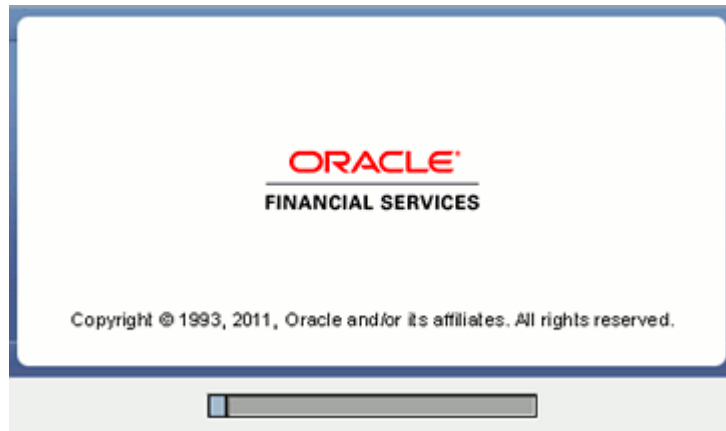 ORACLE®
FINANCIAL SERVICES
Copyright © 1993, 2011, Oracle and/or its affiliates. All rights reserved.